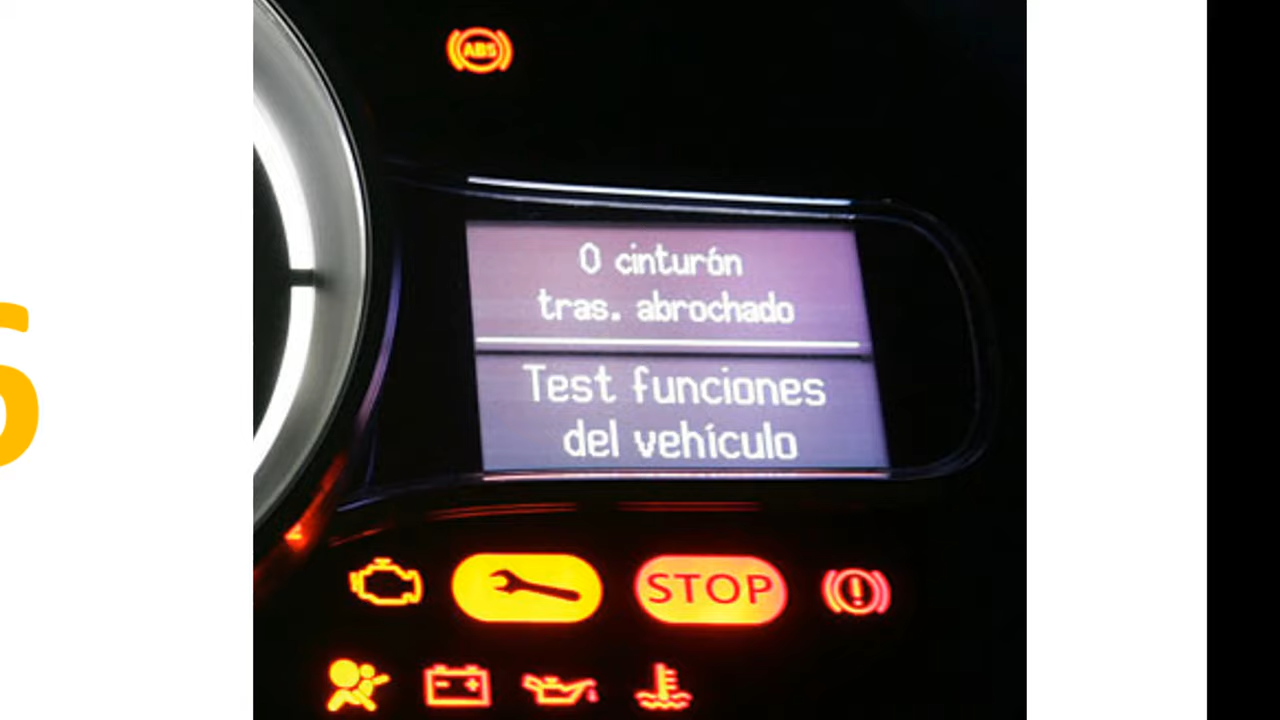 ABS
0 cinturón
tras. abrochado
Test funciones
del vehículo
STOP